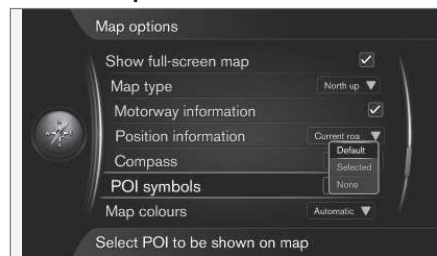 Map options
Show full-screen map
Map type North up
Motorway information
Position information Current roa
Default
Compass
Selected
POI symbols None
Map colours Automatic
Select POI to be shown on map